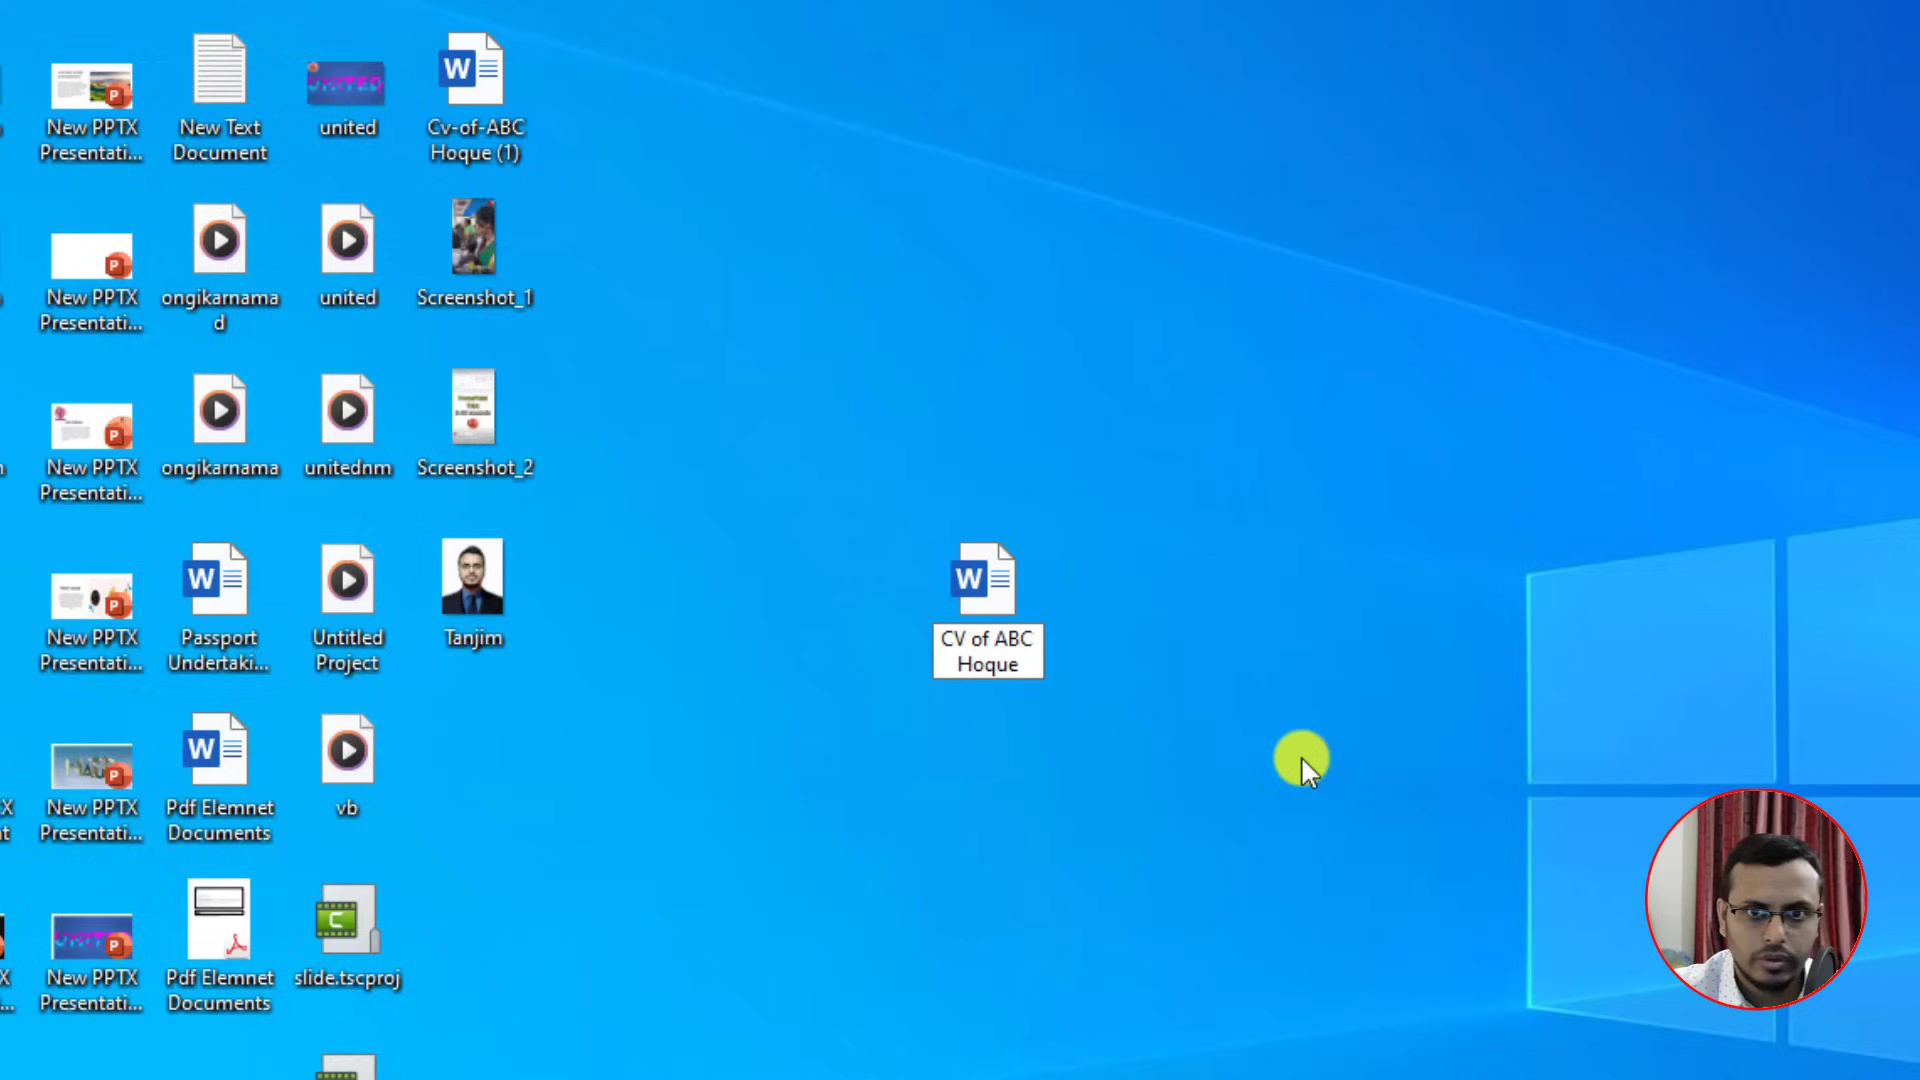 New PPTX
Presentati...
New Text
Document
united
Cv-of-ABC
Hoque (1)
UNITED
New PPTX
Presentati...
ongikarnama
d
united
Screenshot_1
New PPTX
Presentati...
ongikarnama
unitednm
Screenshot_2
New PPTX
Presentati...
Passport
Undertaki...
Untitled
Project
Tanjim
CV of ABC
Hoque
New PPTX
Presentati...
Pdf Elemnet
Documents
vb
New PPTX
Presentati...
Pdf Elemnet
Documents
slide.tscproj